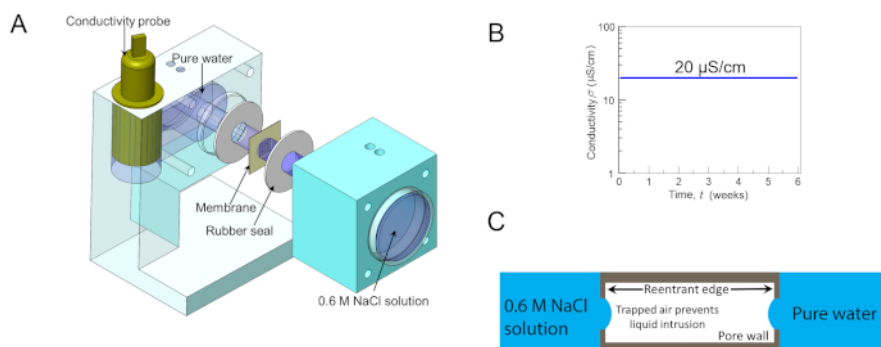 A
Conductivity probe
Pure water
Membrane
Rubber seal
0.6 M NaCl solution
B
Conductivity, σ (μS/cm)
100
10
1
20 μS/cm
0 1 2 3 4 5 6
Time, t (weeks)
C
0.6 M NaCl
solution
Reentrant edge
Trapped air prevents
liquid intrusion
Pore wall
Pure water